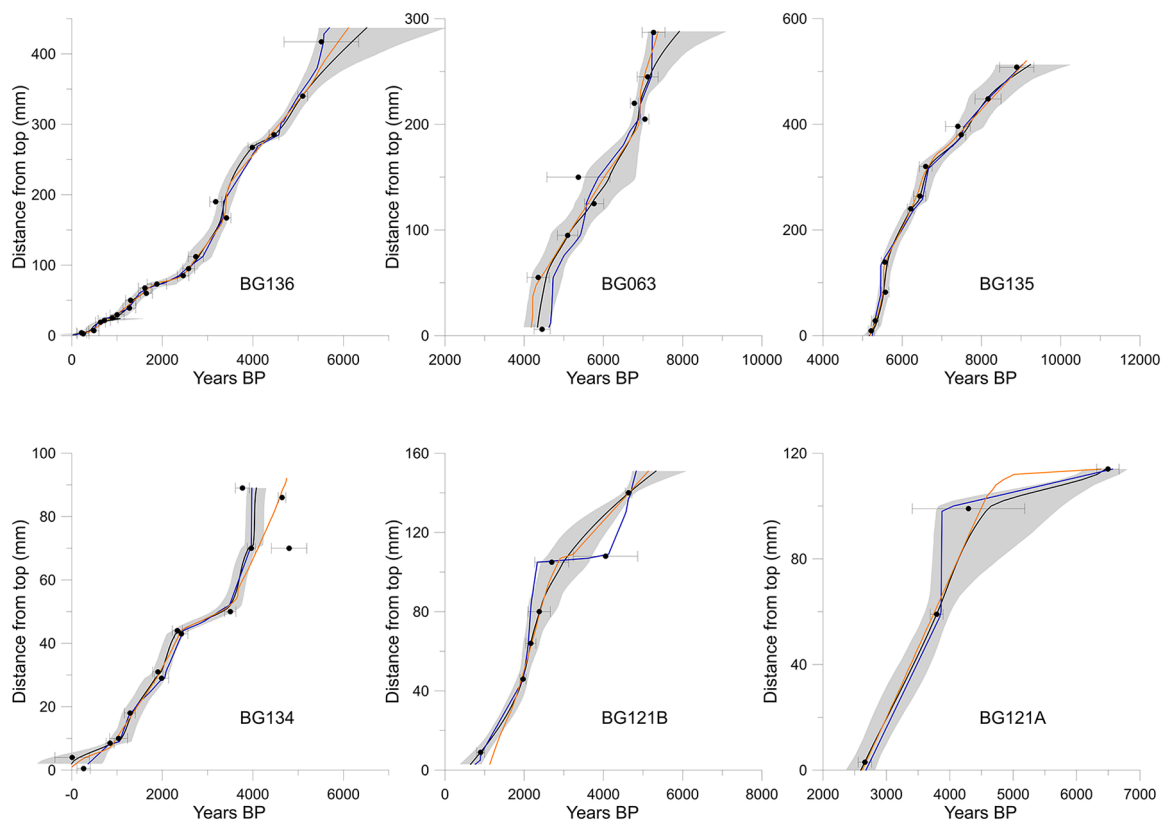 400
300
200
100
0
Distance from top (mm)
BG136
0 2000 4000 6000
Years BP
300
200
100
0
Distance from top (mm)
BG063
2000 4000 6000 8000 10000
Years BP
600
400
200
0
Distance from top (mm)
BG135
4000 6000 8000 10000 12000
Years BP
100
80
60
40
20
0
Distance from top (mm)
BG134
-0 2000 4000 6000
Years BP
160
120
80
40
0
Distance from top (mm)
BG121B
0 2000 4000 6000 8000
Years BP
120
80
40
0
Distance from top (mm)
BG121A
2000 3000 4000 5000 6000 7000
Years BP